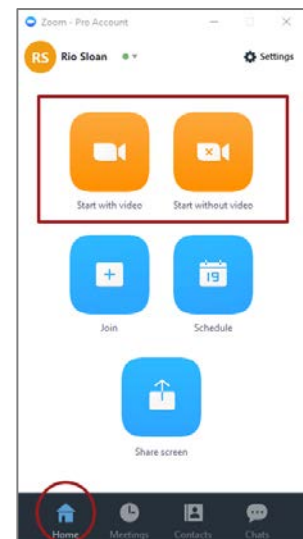 Zoom - Pro Account
RS Rio Sloan Settings
Start with video Start without video
19
Join Schedule
Share screen
Home Meetings Contacts Chats